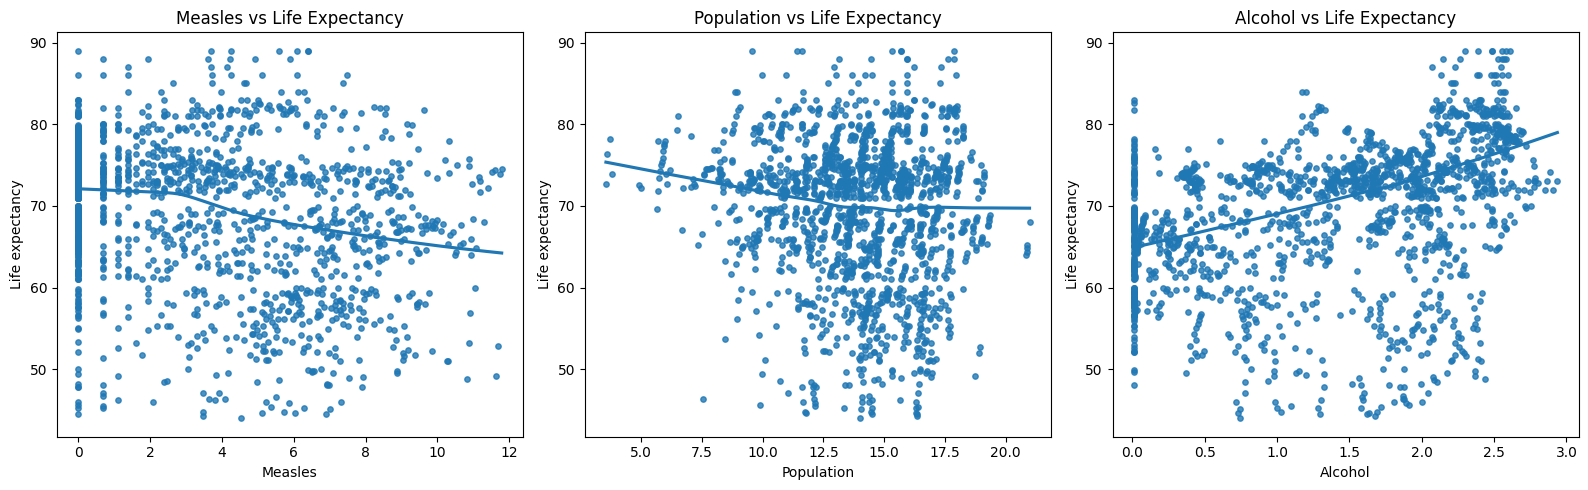 Measles vs Life Expectancy
90
80
70
60
50
Life expectancy
0 2 4 6 8 10 12
Measles
Population vs Life Expectancy
90
80
70
60
50
Life expectancy
5.0 7.5 10.0 12.5 15.0 17.5 20.0
Population
Alcohol vs Life Expectancy
90
80
70
60
50
Life expectancy
0.0 0.5 1.0 1.5 2.0 2.5 3.0
Alcohol